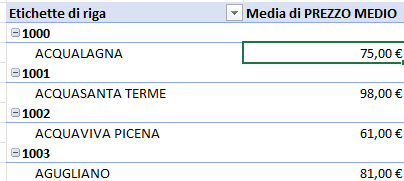 Etichette di riga Media di PREZZO MEDIO
1000
ACQUALAGNA 75,00 €
1001
ACQUASANTA TERME 98,00 €
1002
ACQUAVIVA PICENA 61,00 €
1003
AGUGLIANO 81,00 €